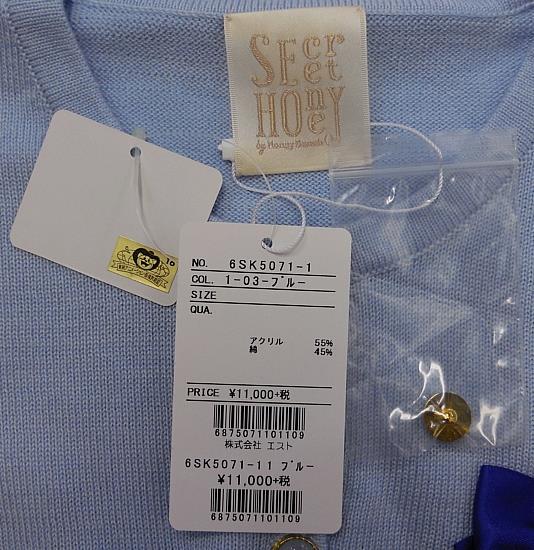 SEcret
HOney
by Honey Bunch
NO. 6SK5071-1
COL. 1-03-ブルー
SIZE
QUA.
アクリル 55%
綿 45%
PRICE ¥11,000+税
6875071101109
株式会社 エスト
6SK5071-11 ブルー
¥11,000+税
6875071101109